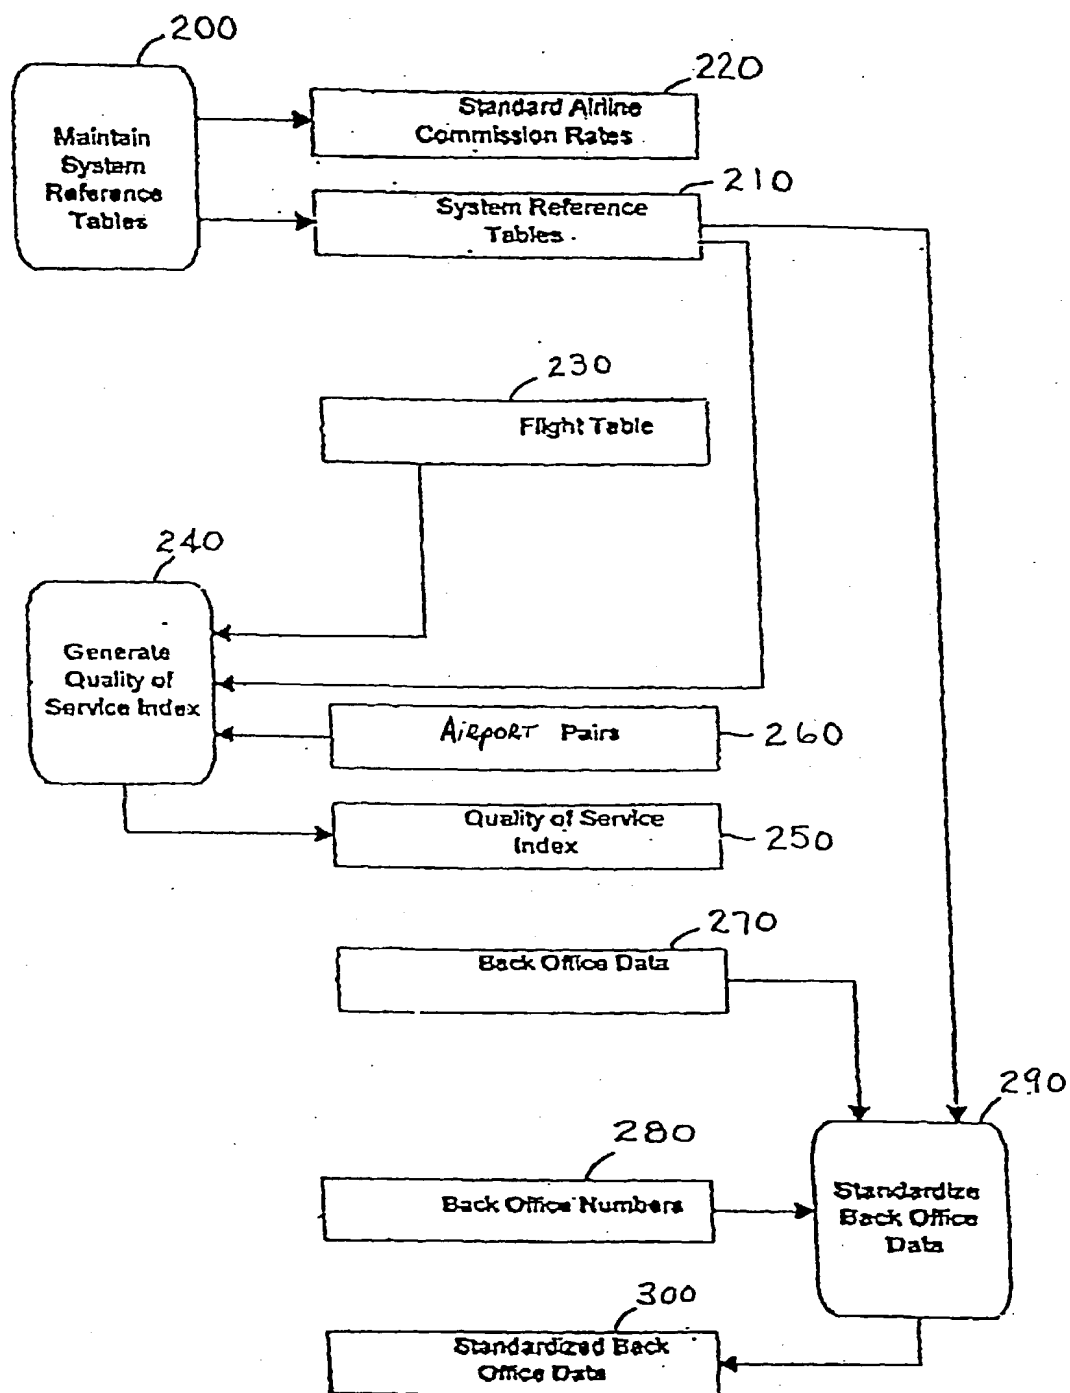 200
220
Maintain
System
Reference
Tables
Standard Airline
Commission Rates
210
System Reference
Tables
230
Flight Table
240
Generate
Quality of
Service Index
AIRPORT Pairs
260
Quality of Service
Index
250
270
Back Office Data
290
280
Back Office Numbers
Standardize
Back Office
Data
300
Standardized Back
Office Data